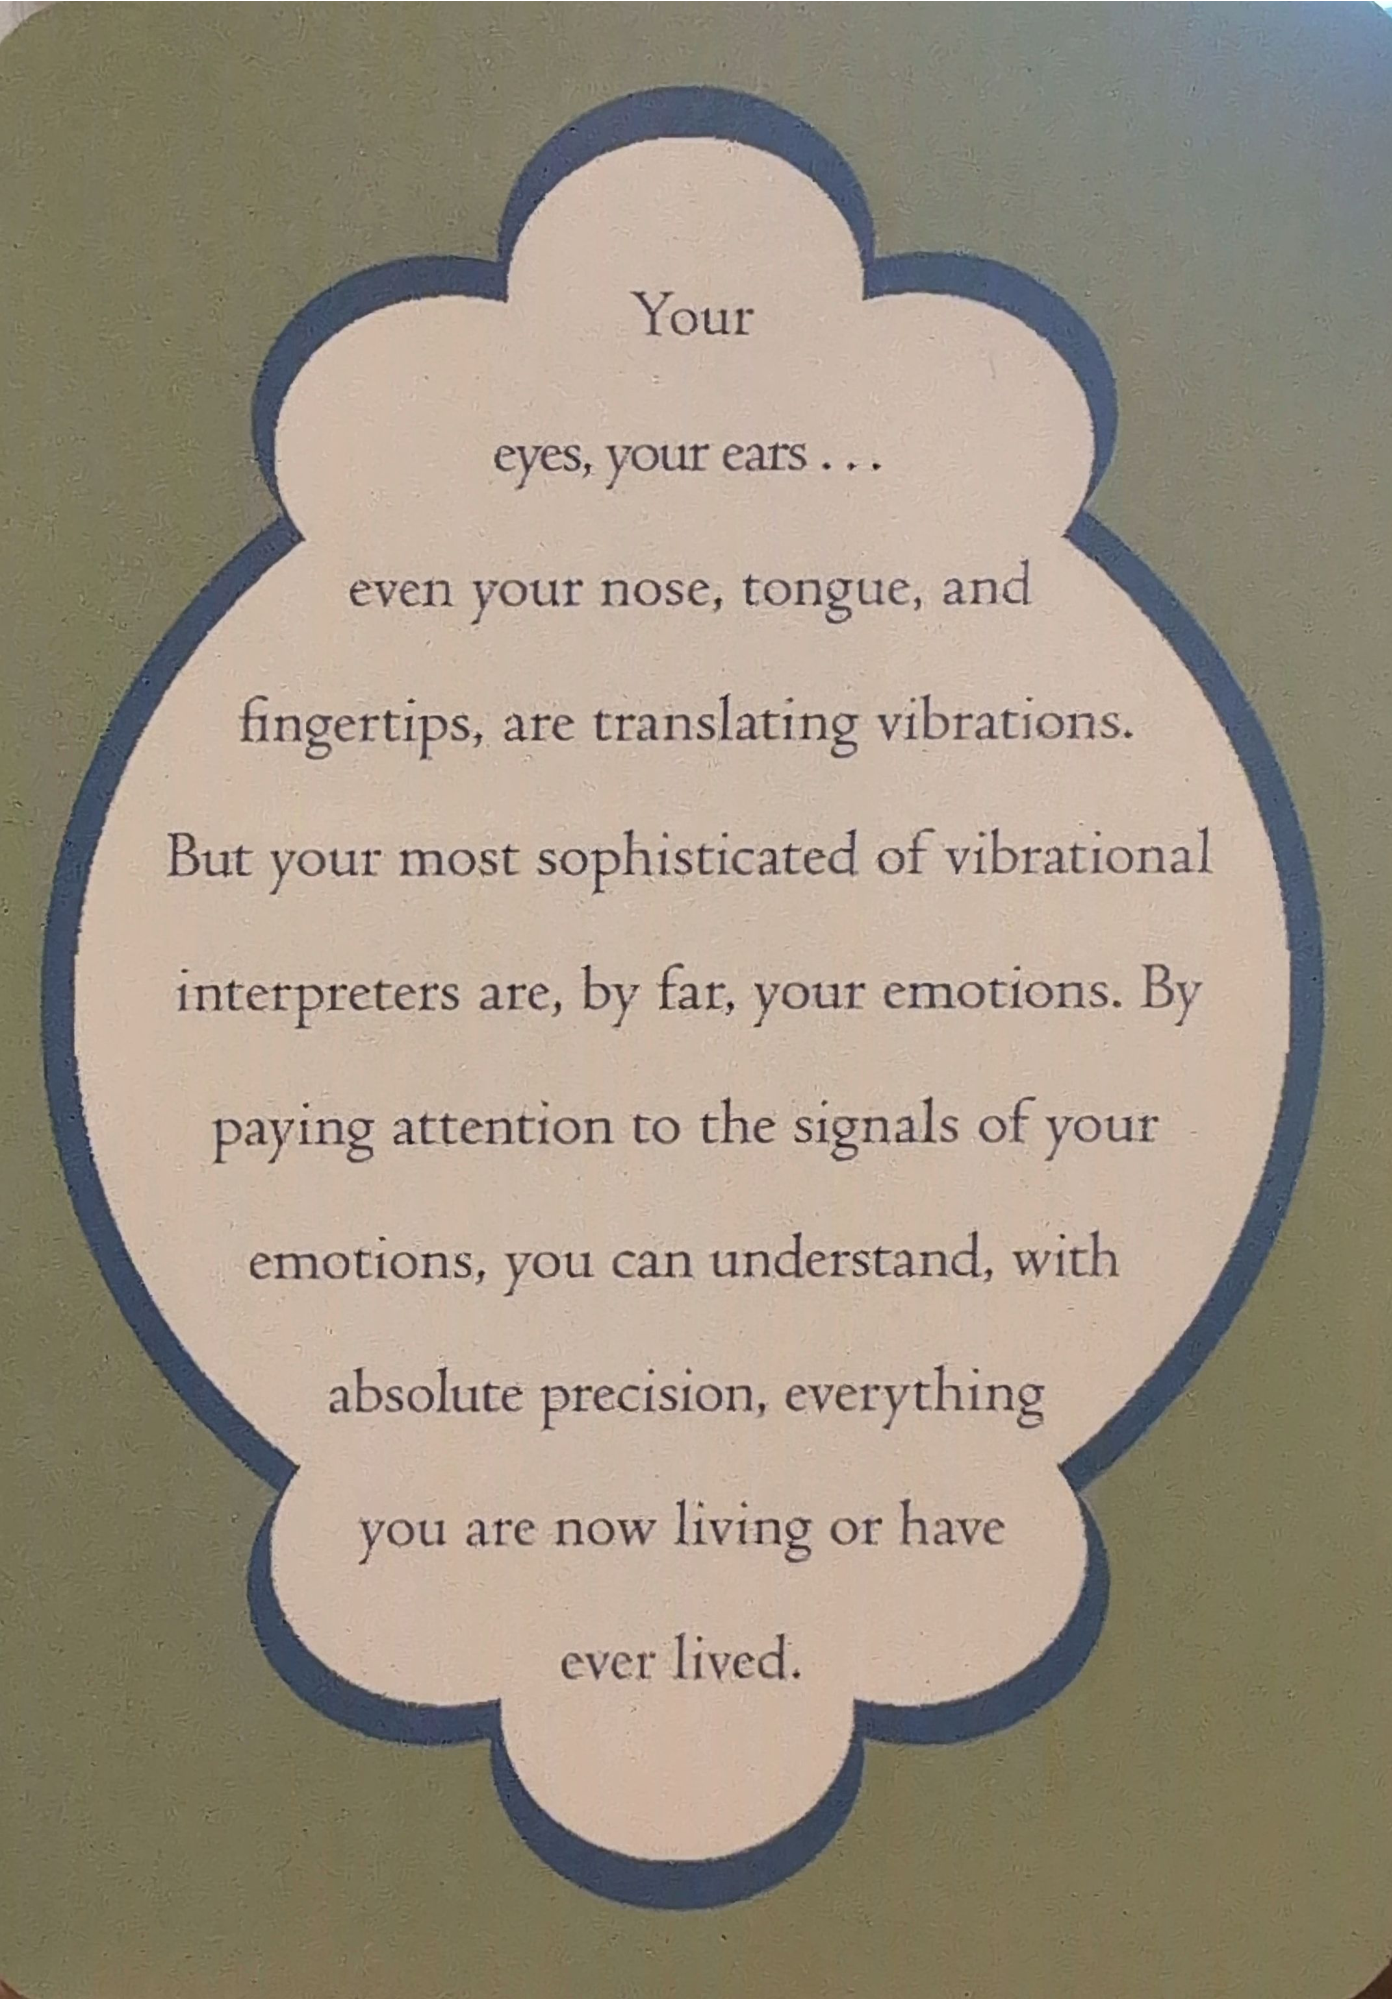 Your
eyes, your ears . . .
even your nose, tongue, and
fingertips, are translating vibrations.
But your most sophisticated of vibrational
interpreters are, by far, your emotions. By
paying attention to the signals of your
emotions, you can understand, with
absolute precision, everything
you are now living or have
ever lived.